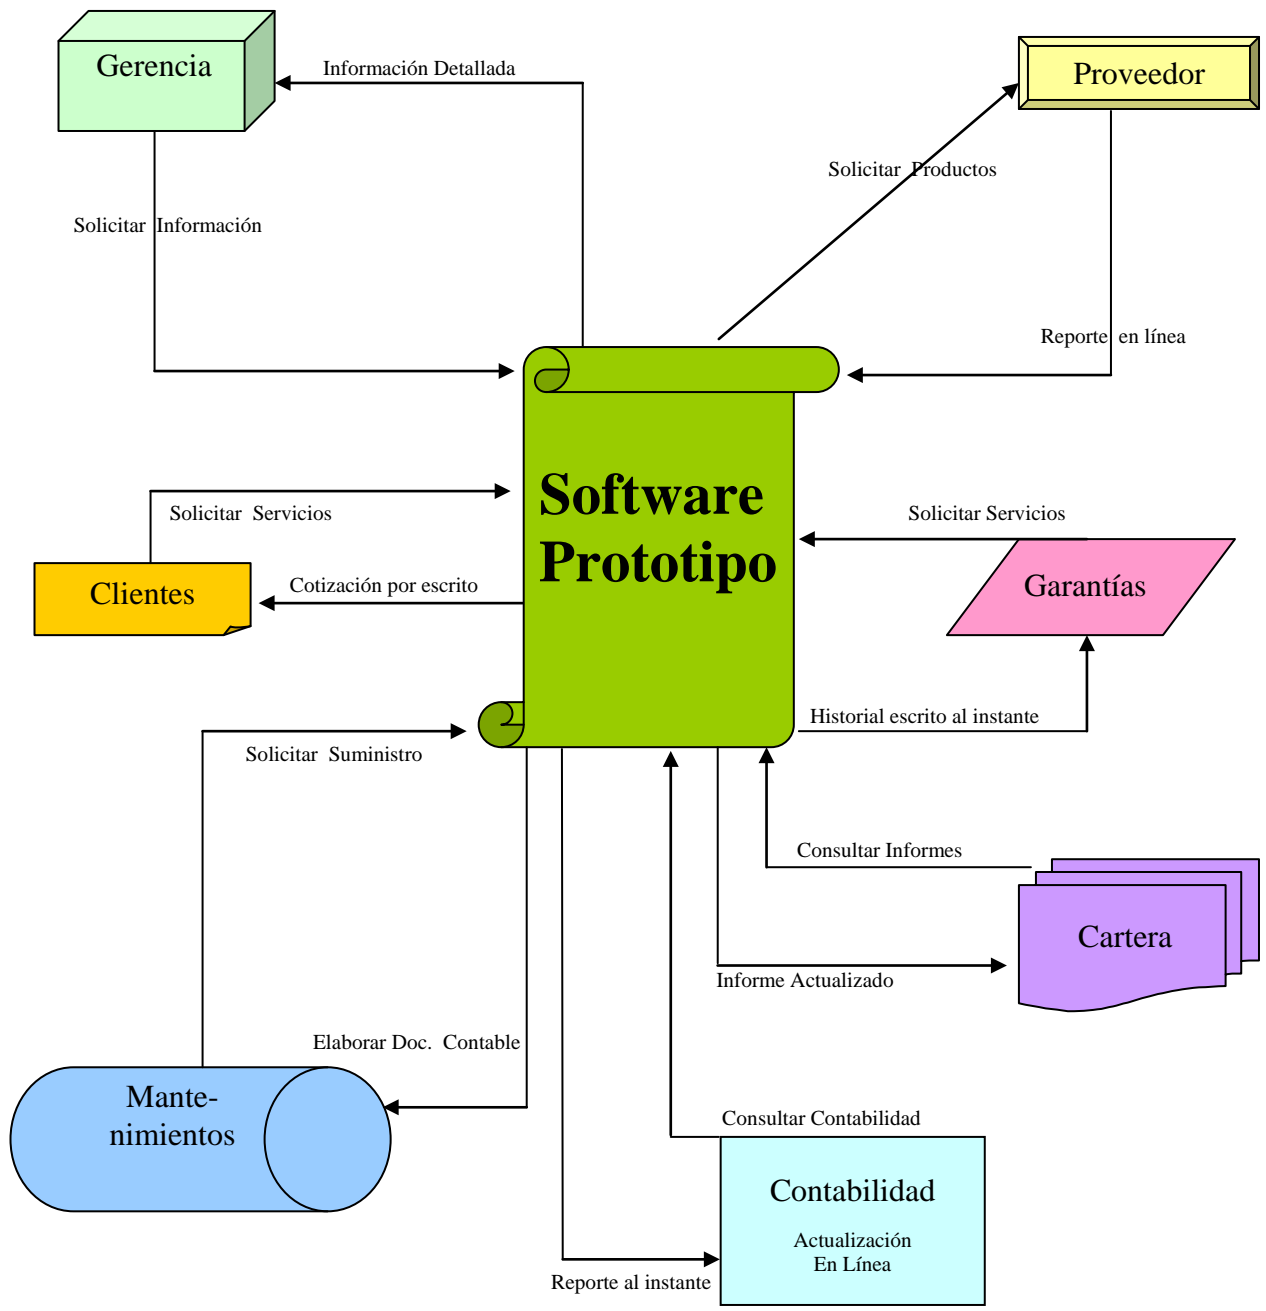 Gerencia
Información Detallada
Proveedor
Solicitar Productos
Solicitar Información
Reporte en línea
Software
Prototipo
Solicitar Servicios
Solicitar Servicios
Clientes
Cotización por escrito
Garantías
Historial escrito al instante
Solicitar Suministro
Consultar Informes
Cartera
Informe Actualizado
Elaborar Doc. Contable
Mante-
nimientos
Consultar Contabilidad
Contabilidad
Actualización
En Línea
Reporte al instante